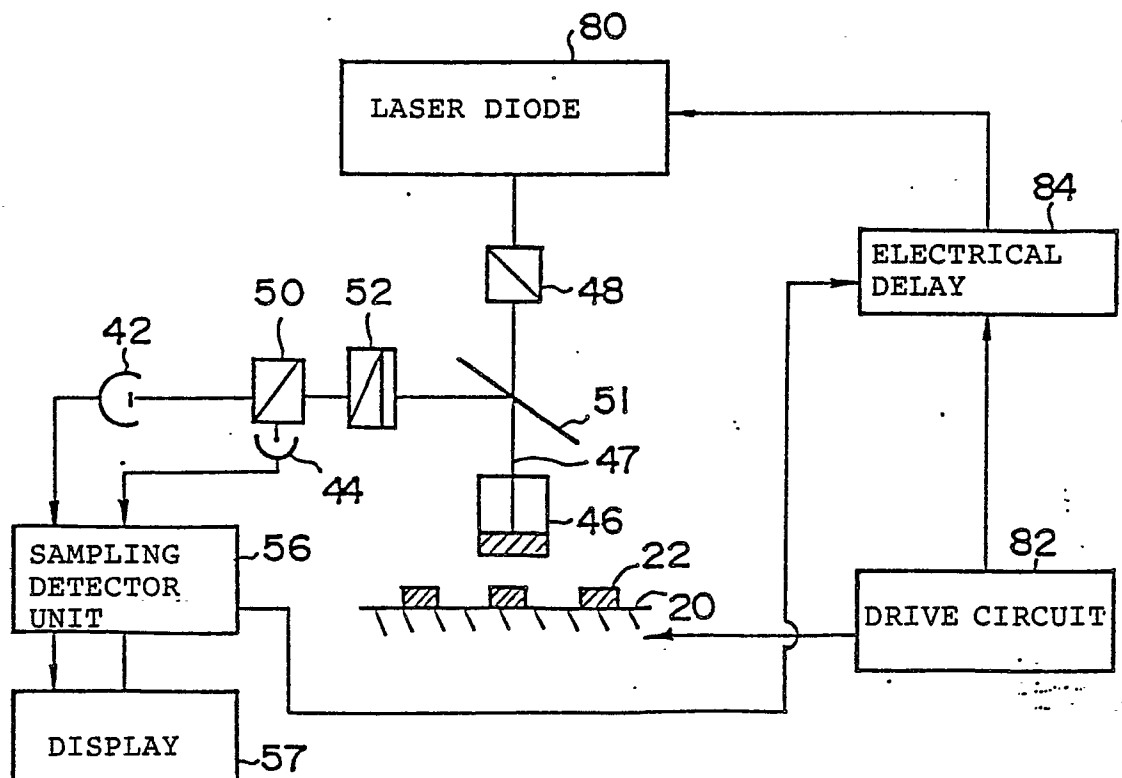 80
LASER DIODE
84
ELECTRICAL
DELAY
48
50
52
42
51
47
44
46
SAMPLING
DETECTOR
UNIT
56
22
20
82
DRIVE CIRCUIT
DISPLAY
57